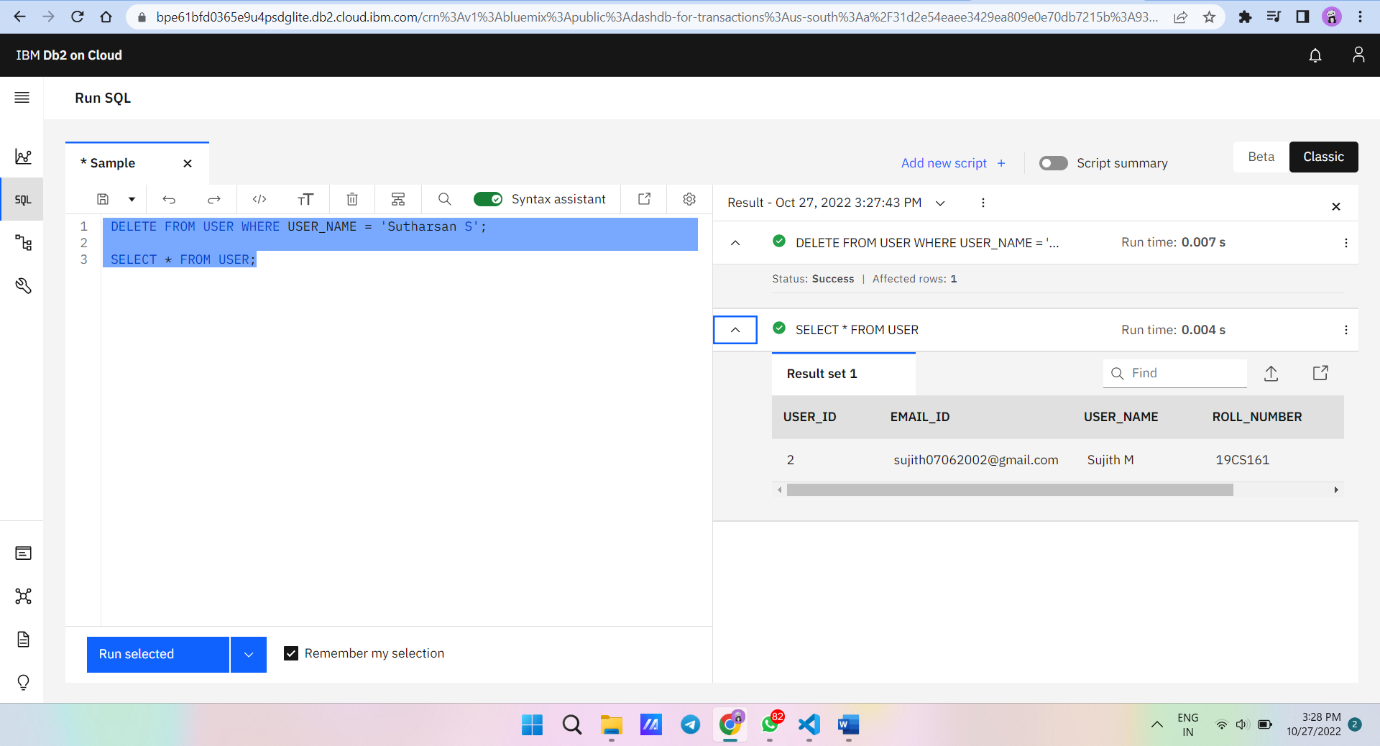 bpe61bfd0365e9u4psdglite.db2.cloud.ibm.com/crn%3Av1%3Abluemix%3Apublic%3Adashdb-for-transactions%3Aus-south%3Aa%2F31d2e54eaee3429ea809e0e70db7215b%3A93...
IBM Db2 on Cloud
Run SQL
* Sample
Add new script +
Script summary
Beta
Classic
SQL
Syntax assistant
Result - Oct 27, 2022 3:27:43 PM
1 DELETE FROM USER WHERE USER_NAME = 'Sutharsan S';
2
3 SELECT * FROM USER;
DELETE FROM USER WHERE USER_NAME = '...
Run time: 0.007 s
Status: Success | Affected rows: 1
SELECT * FROM USER
Run time: 0.004 s
Result set 1
Find
USER_ID EMAIL_ID USER_NAME ROLL_NUMBER
2 sujith07062002@gmail.com Sujith M 19CS161
Run selected
Remember my selection
82
ENG
IN
3:28 PM
10/27/2022
2